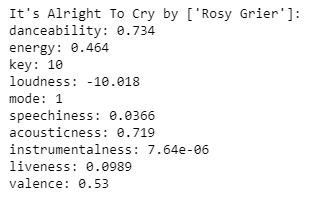 It's Alright To Cry by ['Rosy Grier']:
danceability: 0.734
energy: 0.464
key: 10
loudness: -10.018
mode: 1
speechiness: 0.0366
acousticness: 0.719
instrumentalness: 7.64e-06
liveness: 0.0989
valence: 0.53